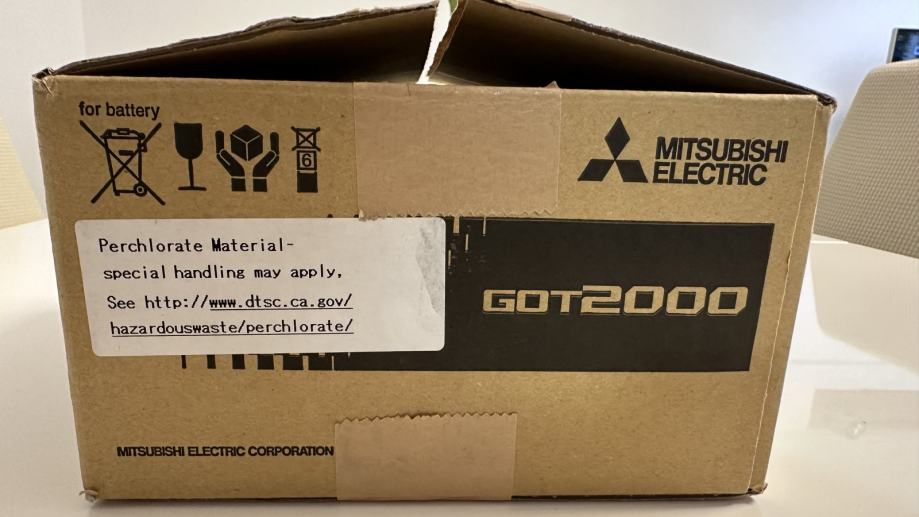 for battery
6
MITSUBISHI
ELECTRIC
Perchlorate Material-
special handling may apply,
See http://www.dtsc.ca.gov/
hazardouswaste/perchlorate/
GOT2000
MITSUBISHI ELECTRIC CORPORATION